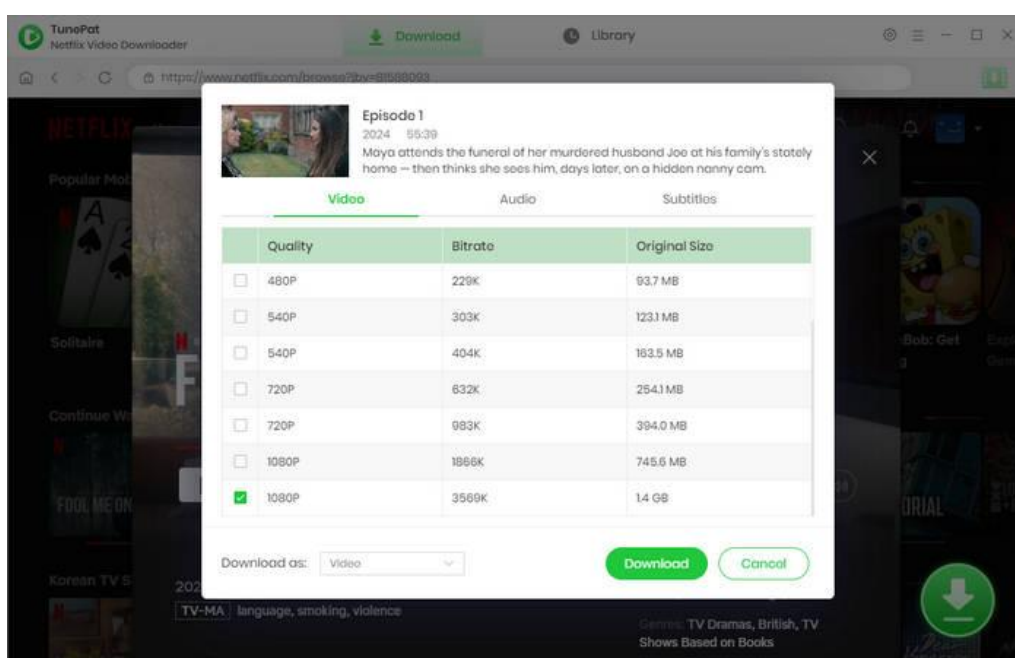 TunePat
Netflix Video Downloader
Download
Library
https://www.netflix.com/browse?jbv=81588093
NETFLIX
Episode 1
2024 55:39
Maya attends the funeral of her murdered husband Joe at his family's stately
home — then thinks she sees him, days later, on a hidden nanny cam.
Popular Mob
Video
Audio
Subtitles
Quality
Bitrate
Original Size
480P
229K
93.7 MB
540P
303K
123.1 MB
Solitaire
Bob: Get
540P
404K
163.5 MB
720P
632K
254.1 MB
Continue Wa
720P
983K
394.0 MB
1080P
1866K
745.6 MB
FOOL ME ON
1080P
3569K
1.4 GB
Download as:
Video
Download
Cancel
Korean TV S
202
TV-MA language, smoking, violence
Genres: TV Dramas, British, TV
Shows Based on Books